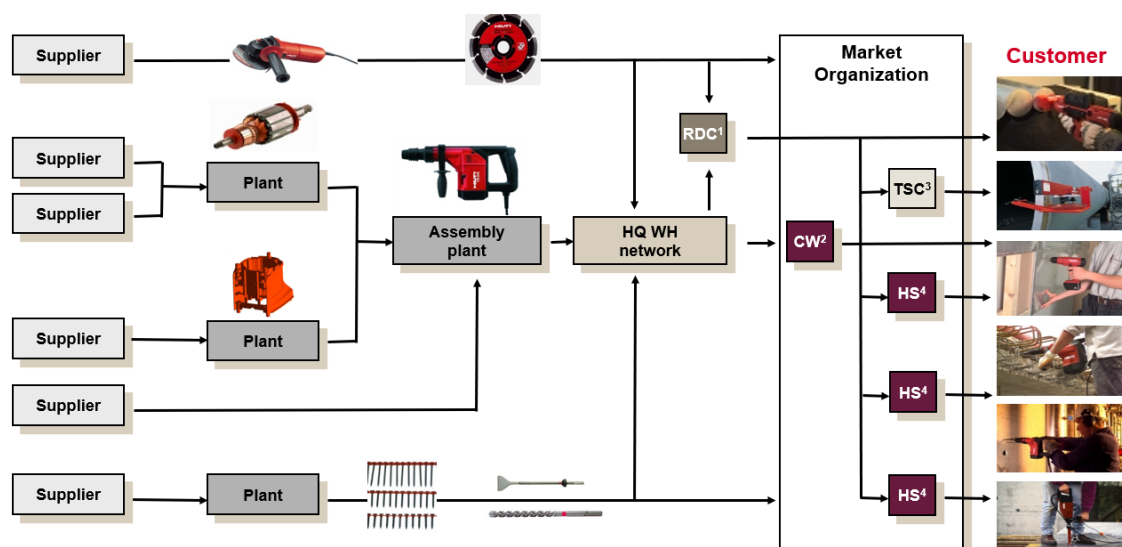 Supplier
Market
Organization
Customer
HILTI
RDC1
Supplier
Plant
TSC3
Supplier
Assembly
plant
HQ WH
network
CW2
HS4
Supplier
Plant
Supplier
HS4
Supplier
Plant
HS4